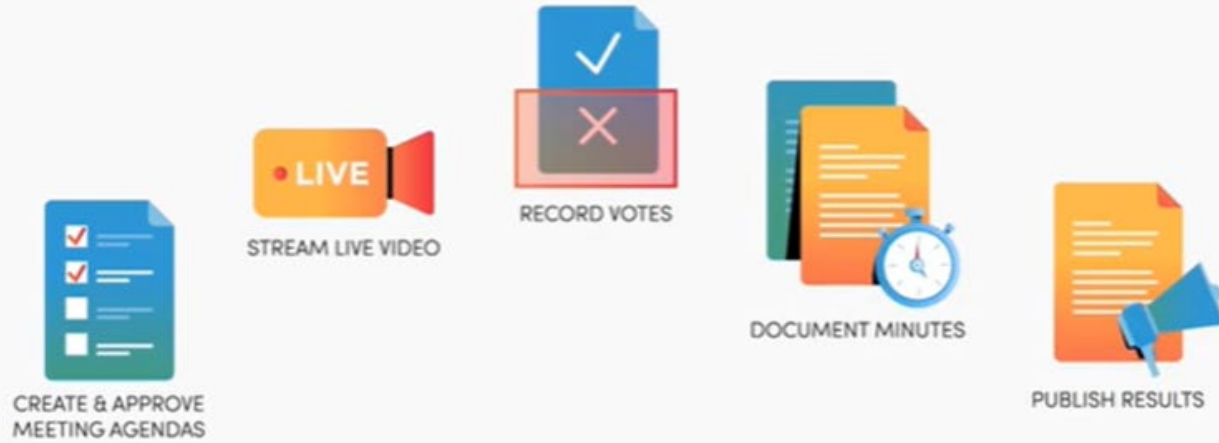 CREATE & APPROVE
MEETING AGENDAS
LIVE
STREAM LIVE VIDEO
RECORD VOTES
DOCUMENT MINUTES
PUBLISH RESULTS